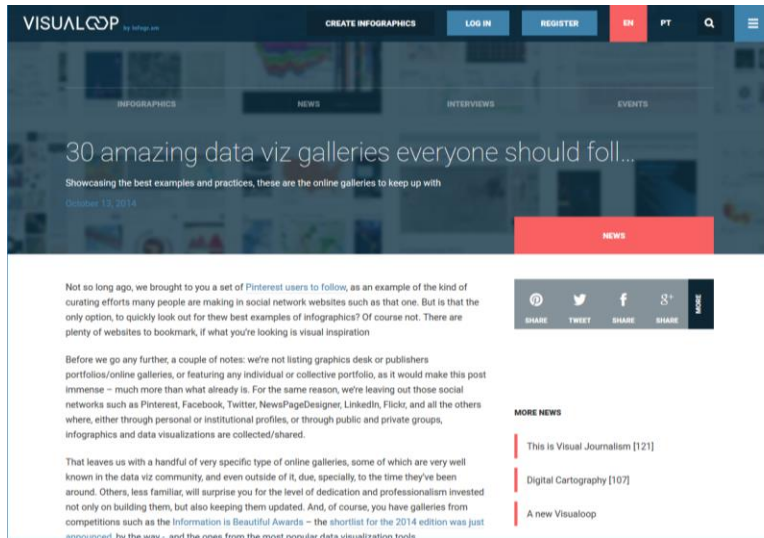 VISUALOOP by infogr.am
CREATE INFOGRAPHICS
LOG IN
REGISTER
EN
PT
INFOGRAPHICS
NEWS
INTERVIEWS
EVENTS
30 amazing data viz galleries everyone should foll...
Showcasing the best examples and practices, these are the online galleries to keep up with
October 13, 2014
NEWS
Not so long ago, we brought to you a set of Pinterest users to follow, as an example of the kind of
curating efforts many people are making in social network websites such as that one. But is that the
only option, to quickly look out for thew best examples of infographics? Of course not. There are
plenty of websites to bookmark, if what you're looking is visual inspiration
Before we go any further, a couple of notes: we're not listing graphics desk or publishers
portfolios/online galleries, or featuring any individual or collective portfolio, as it would make this post
immense – much more than what already is. For the same reason, we're leaving out those social
networks such as Pinterest, Facebook, Twitter, NewsPageDesigner, LinkedIn, Flickr, and all the others
where, either through personal or institutional profiles, or through public and private groups,
infographics and data visualizations are collected/shared.
That leaves us with a handful of very specific type of online galleries, some of which are very well
known in the data viz community, and even outside of it, due, specially, to the time they've been
around. Others, less familiar, will surprise you for the level of dedication and professionalism invested
not only on building them, but also keeping them updated. And, of course, you have galleries from
competitions such as the Information is Beautiful Awards – the shortlist for the 2014 edition was just
announced, by the way - and the ones from the most popular data visualization tools.
SHARE
TWEET
SHARE
SHARE
MORE
MORE NEWS
This is Visual Journalism [121]
Digital Cartography [107]
A new Visualoop